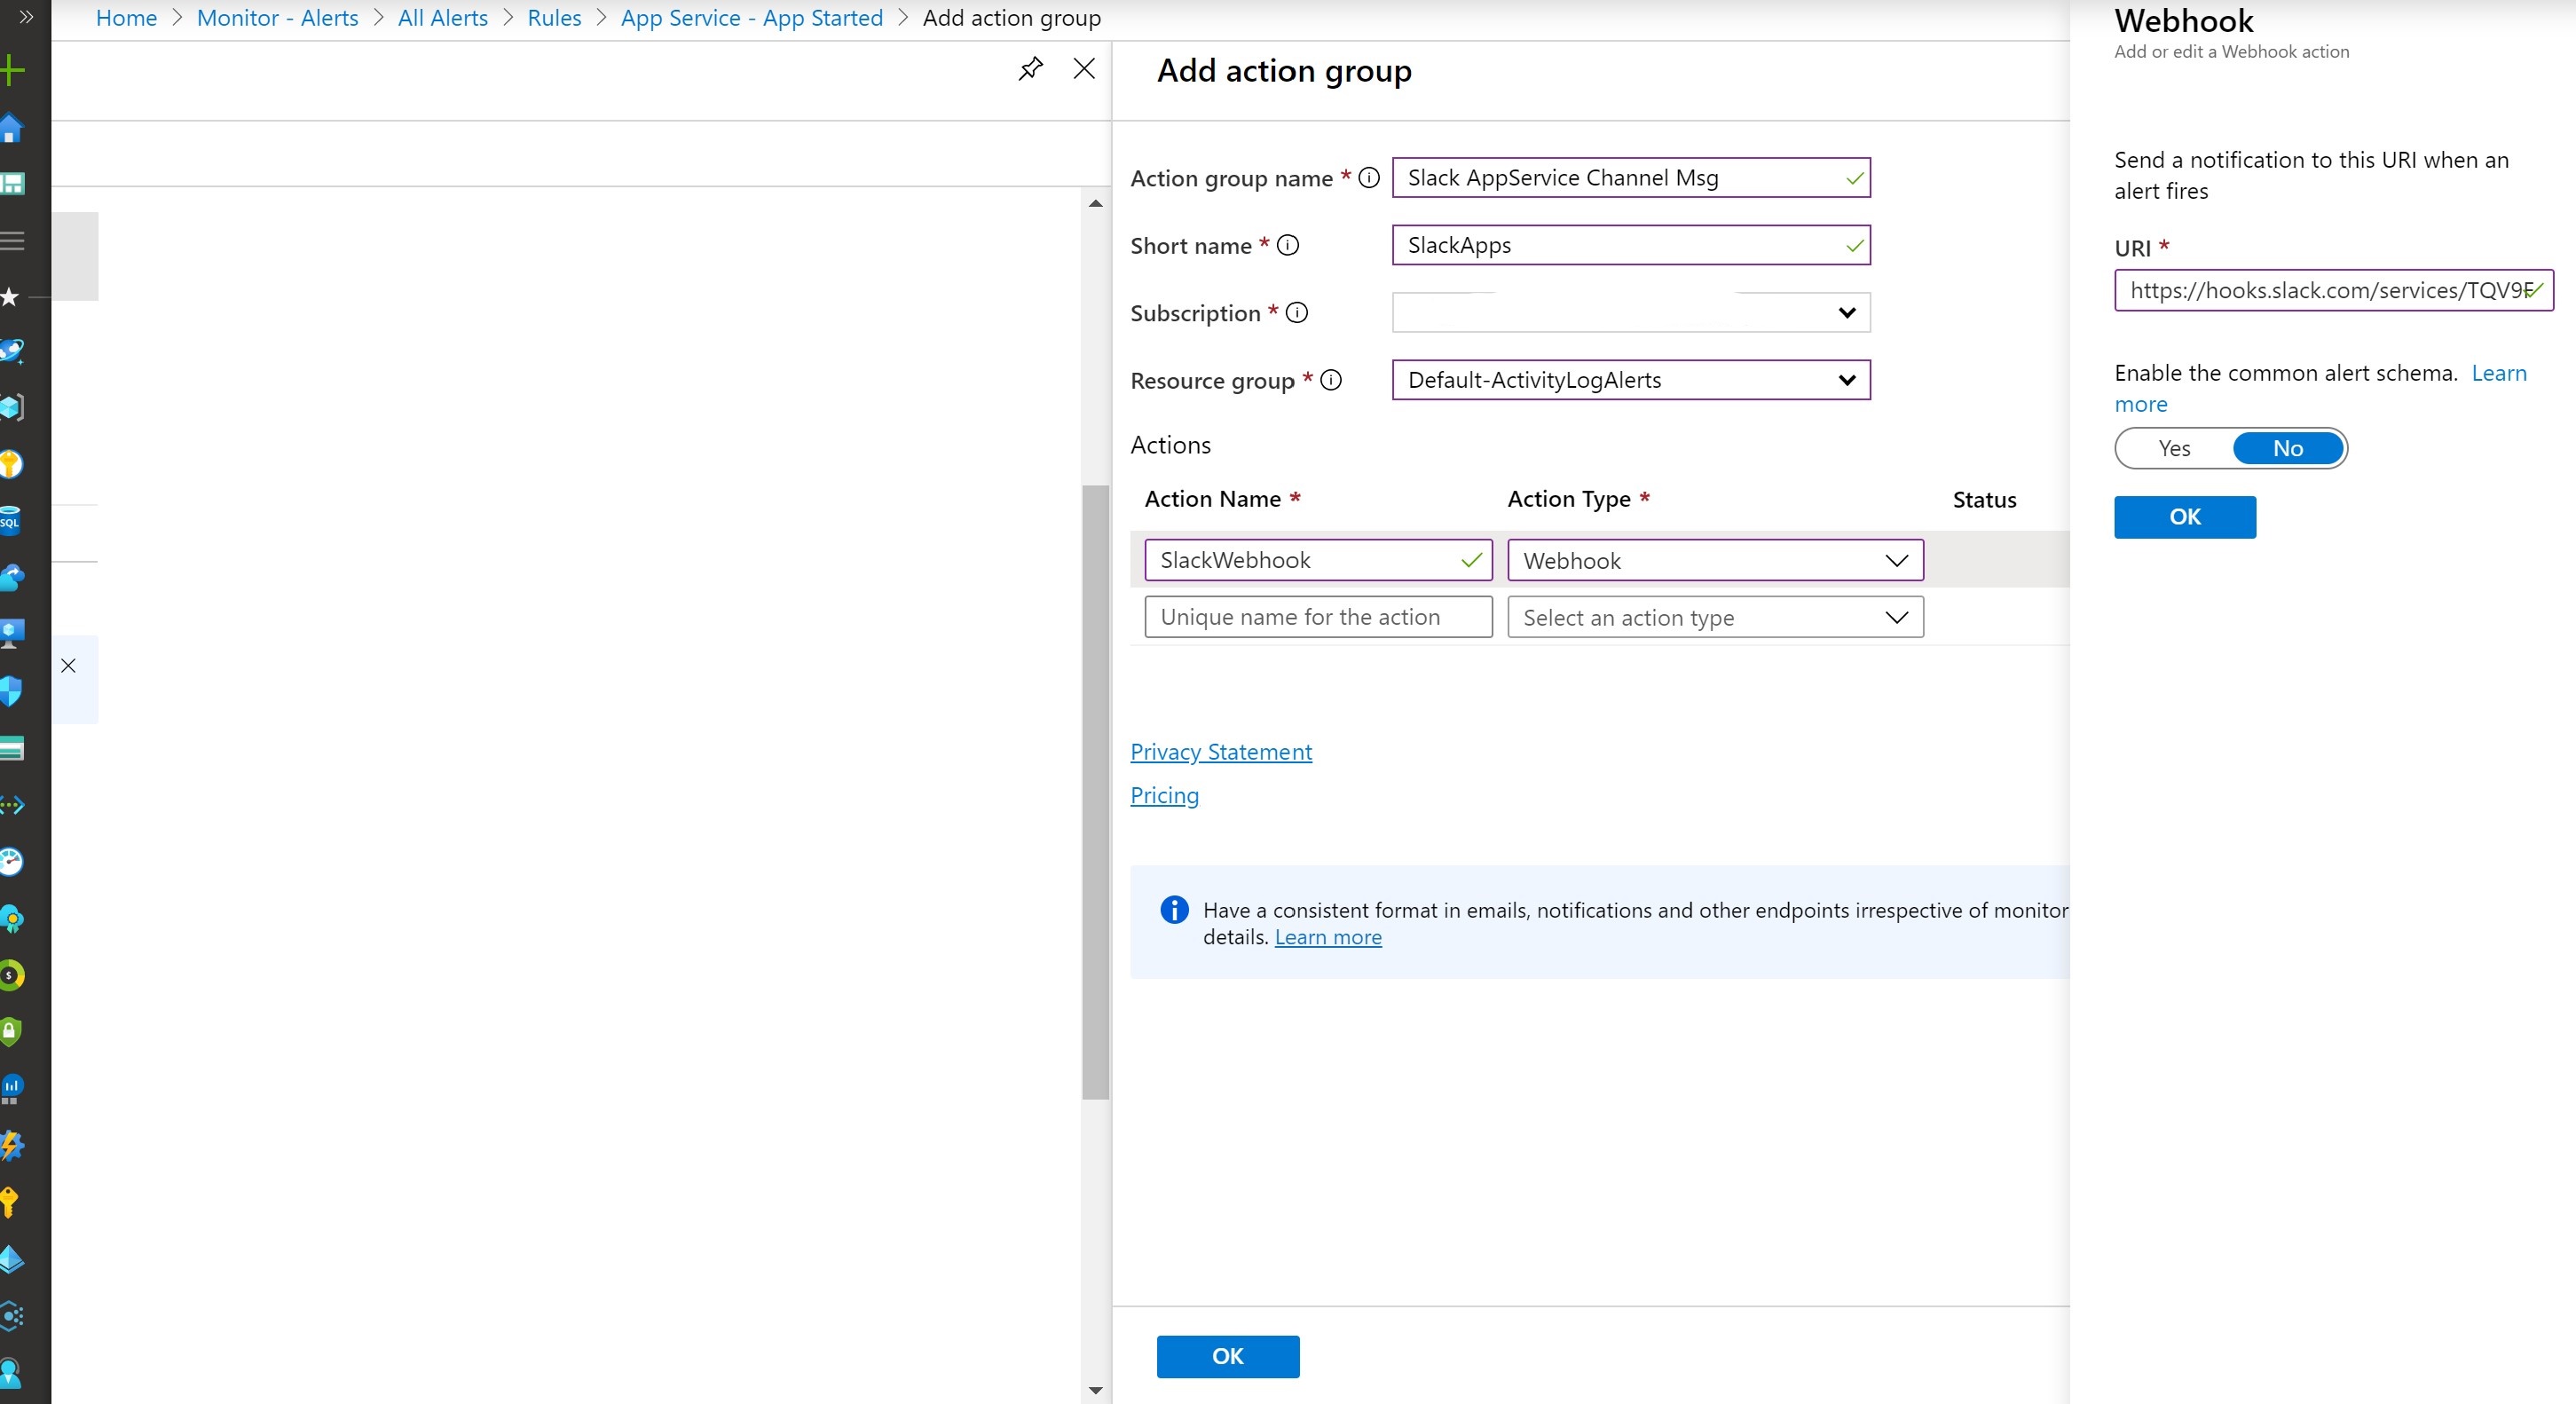 Home > Monitor - Alerts > All Alerts > Rules > App Service - App Started > Add action group
Add action group
Action group name *
Slack AppService Channel Msg
Short name *
SlackApps
Subscription *
Resource group *
Default-ActivityLogAlerts
Actions
Action Name * Action Type * Status
SlackWebhook Webhook
Unique name for the action Select an action type
Privacy Statement
Pricing
Have a consistent format in emails, notifications and other endpoints irrespective of monitor
details. Learn more
OK
Webhook
Add or edit a Webhook action
Send a notification to this URI when an
alert fires
URI *
https://hooks.slack.com/services/TQV9F
Enable the common alert schema. Learn
more
Yes No
OK
SQL